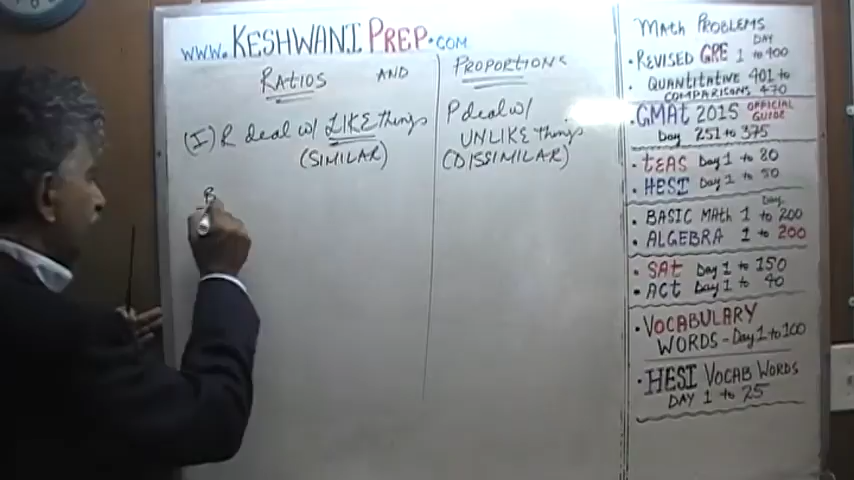 www.KESHWANI PREP.COM
RATIOS AND PROPORTIONS
(I) R deal w/ LIKE things
(SIMILAR)
P deal w/
UNLIKE things
(DISSIMILAR)
B
MATH PROBLEMS
DAY
• REVISED GRE 1 to 400
• QUANTITATIVE 401 to
COMPARISONS 470
• GMAt 2015 OFFICIAL GUIDE
Day 251 to 375
• tEAS Day 1 to 80
• HESI Day 1 to 50
Day
• BASIC MAth 1 to 200
• ALGEBRA 1 to 200
• SAt Day 1 to 150
• ACt Day 1 to 40
• VOCABULARY
WORDS - Day 1 to 100
• HESI VOCAB WORDS
DAY 1 to 25